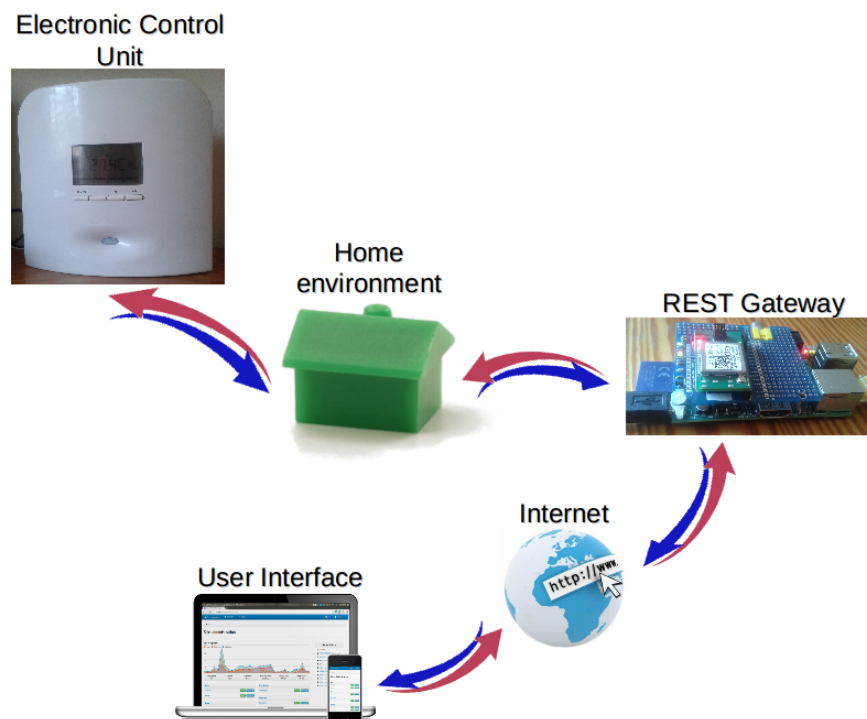 Electronic Control
Unit
Home
environment
REST Gateway
Internet
http://www.
User Interface